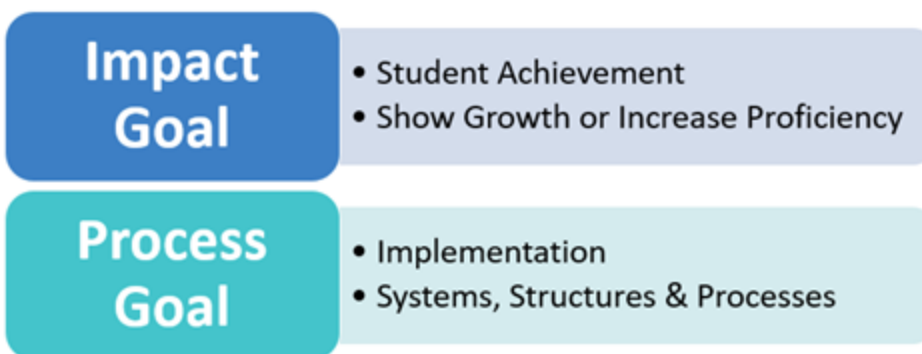 Impact
Goal
• Student Achievement
• Show Growth or Increase Proficiency
Process
Goal
• Implementation
• Systems, Structures & Processes